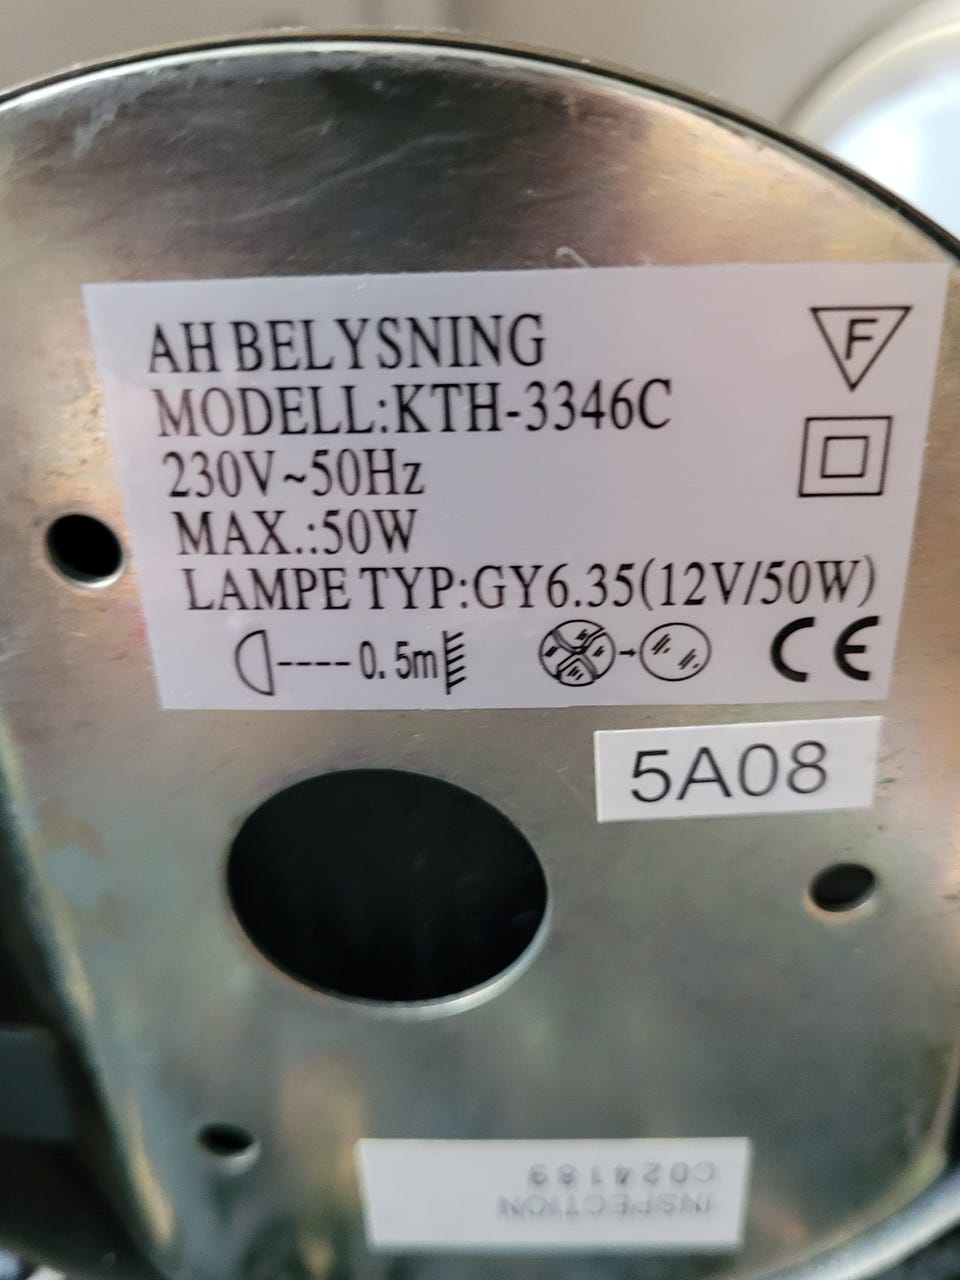 AH BELYSNING
MODELL:KTH-3346C
230V~50Hz
MAX.:50W
LAMPE TYP:GY6.35(12V/50W)
0.5m
F
CE
5A08
INSPECTION
C024189